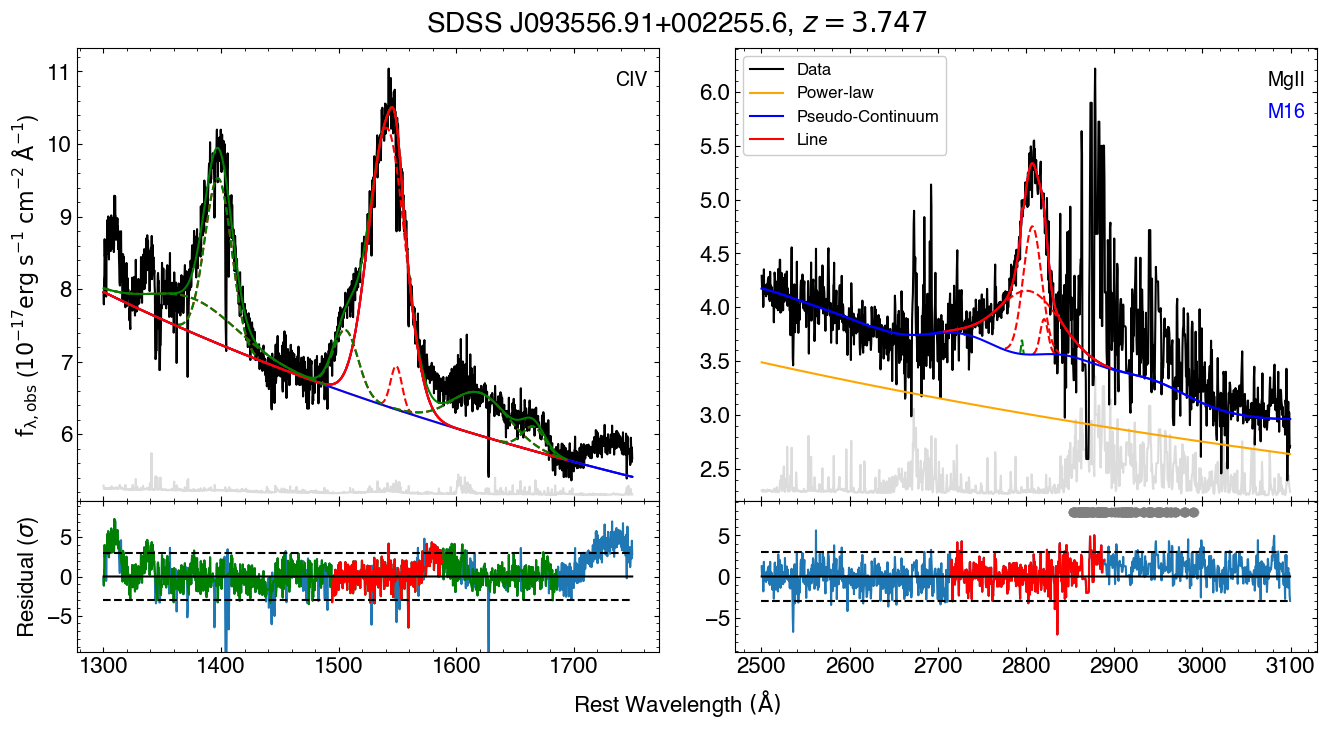 SDSS J093556.91+002255.6, z = 3.747
CIV
11
10
9
8
7
6
f_λ,obs (10⁻¹⁷erg s⁻¹ cm⁻² Å⁻¹)
Data
Power-law
Pseudo-Continuum
Line
MgII
M16
6.0
5.5
5.0
4.5
4.0
3.5
3.0
2.5
Residual (σ)
5
0
−5
5
0
−5
1300 1400 1500 1600 1700
2500 2600 2700 2800 2900 3000 3100
Rest Wavelength (Å)